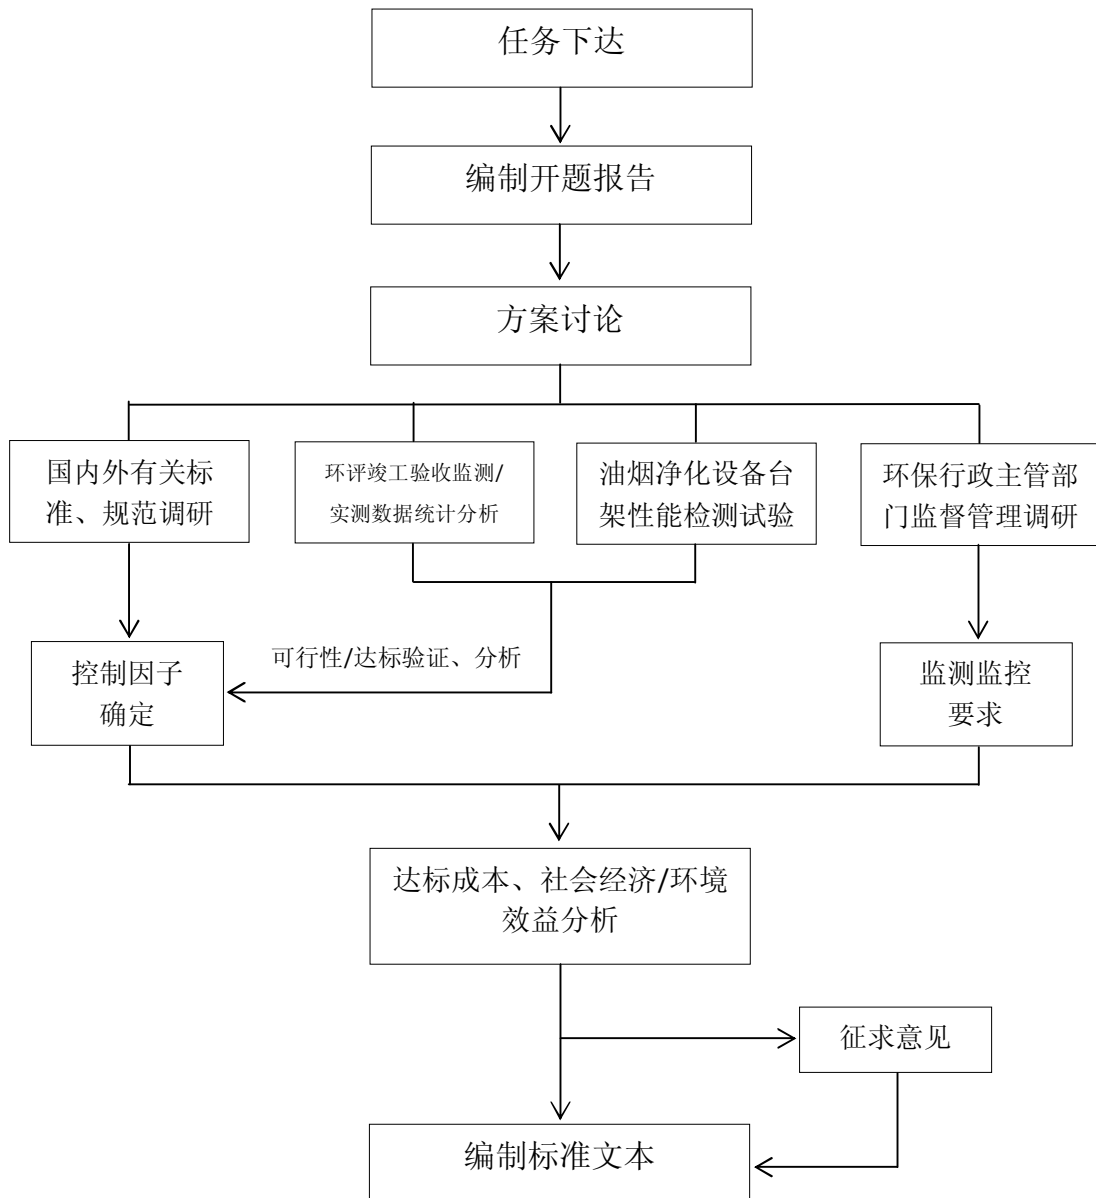 任务下达
编制开题报告
方案讨论
国内外有关标
准、规范调研
环评竣工验收监测/
实测数据统计分析
油烟净化设备台
架性能检测试验
环保行政主管部
门监督管理调研
可行性/达标验证、分析
控制因子
确定
监测监控
要求
达标成本、社会经济/环境
效益分析
征求意见
编制标准文本